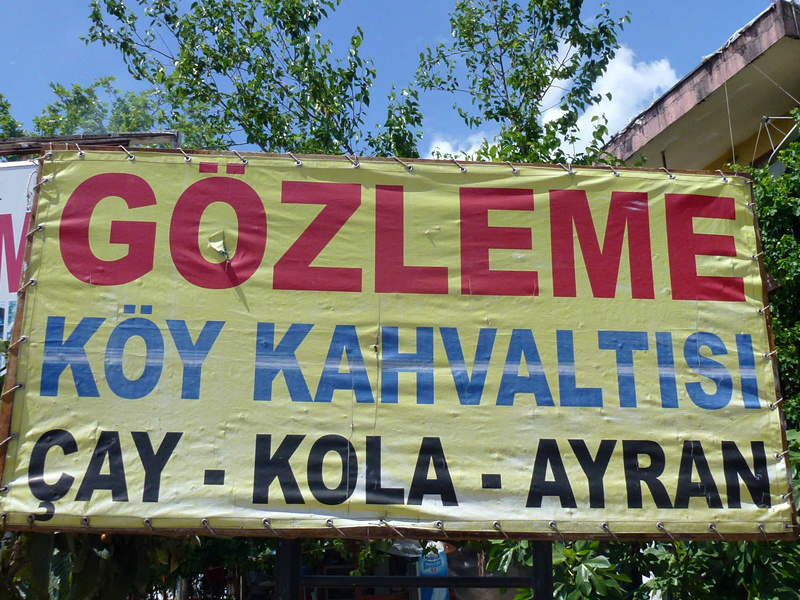 GÖZLEME
KÖY KAHVALTISI
ÇAY - KOLA - AYRAN